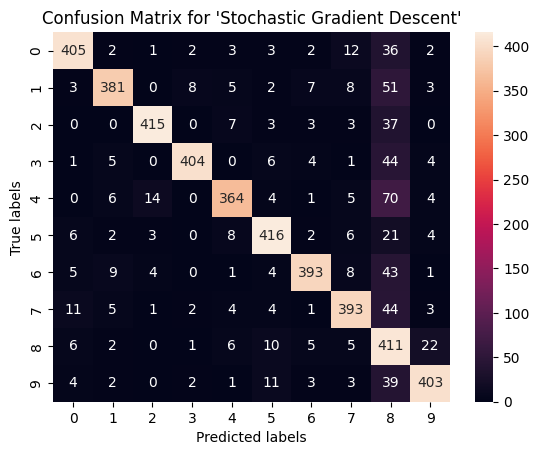 Confusion Matrix for 'Stochastic Gradient Descent'
0 405 2 1 2 3 3 2 12 36 2
1 3 381 0 8 5 2 7 8 51 3
2 0 0 415 0 7 3 3 3 37 0
3 1 5 0 404 0 6 4 1 44 4
4 0 6 14 0 364 4 1 5 70 4
5 6 2 3 0 8 416 2 6 21 4
6 5 9 4 0 1 4 393 8 43 1
7 11 5 1 2 4 4 1 393 44 3
8 6 2 0 1 6 10 5 5 411 22
9 4 2 0 2 1 11 3 3 39 403
0 1 2 3 4 5 6 7 8 9
True labels
Predicted labels
400
350
300
250
200
150
100
50
0